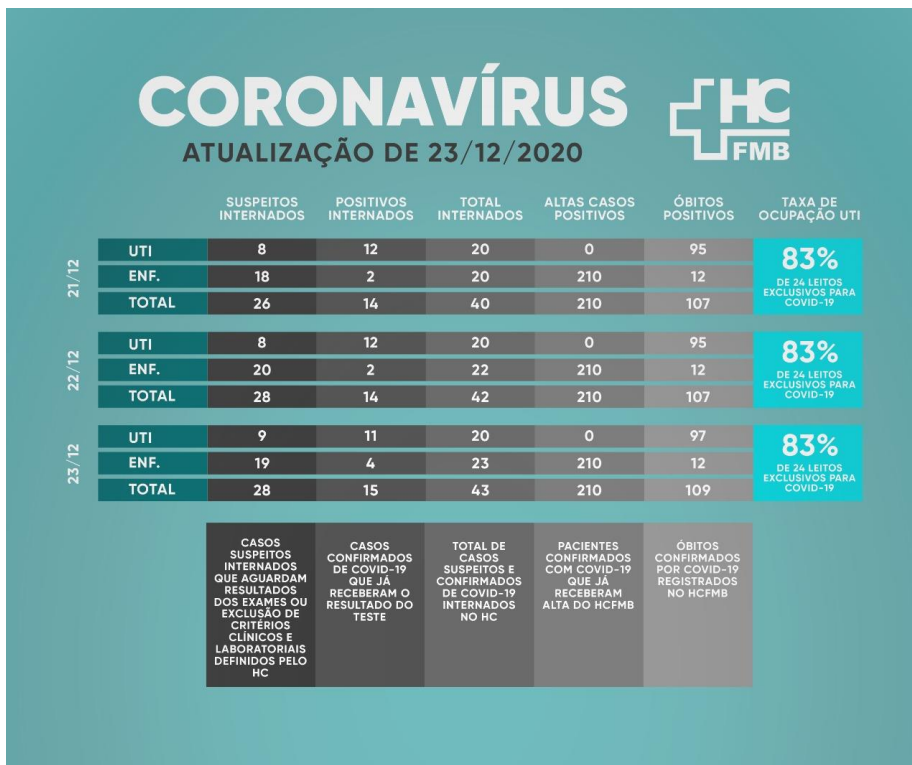 CORONAVÍRUS
HC
FMB
ATUALIZAÇÃO DE 23/12/2020
SUSPEITOS INTERNADOS POSITIVOS INTERNADOS TOTAL INTERNADOS ALTAS CASOS POSITIVOS ÓBITOS POSITIVOS TAXA DE OCUPAÇÃO UTI
21/12
UTI 8 12 20 0 95
ENF. 18 2 20 210 12
TOTAL 26 14 40 210 107
83%
DE 24 LEITOS
EXCLUSIVOS PARA
COVID-19
22/12
UTI 8 12 20 0 95
ENF. 20 2 22 210 12
TOTAL 28 14 42 210 107
83%
DE 24 LEITOS
EXCLUSIVOS PARA
COVID-19
23/12
UTI 9 11 20 0 97
ENF. 19 4 23 210 12
TOTAL 28 15 43 210 109
83%
DE 24 LEITOS
EXCLUSIVOS PARA
COVID-19
CASOS
SUSPEITOS
INTERNADOS
QUE AGUARDAM
RESULTADOS
DOS EXAMES OU
EXCLUSÃO DE
CRITÉRIOS
CLÍNICOS E
LABORATORIAIS
DEFINIDOS PELO
HC
CASOS
CONFIRMADOS
DE COVID-19
QUE JÁ
RECEBERAM O
RESULTADO DO
TESTE
TOTAL DE
CASOS
SUSPEITOS E
CONFIRMADOS
DE COVID-19
INTERNADOS
NO HC
PACIENTES
CONFIRMADOS
COM COVID-19
QUE JÁ
RECEBERAM
ALTA DO HCFMB
ÓBITOS
CONFIRMADOS
POR COVID-19
REGISTRADOS
NO HCFMB